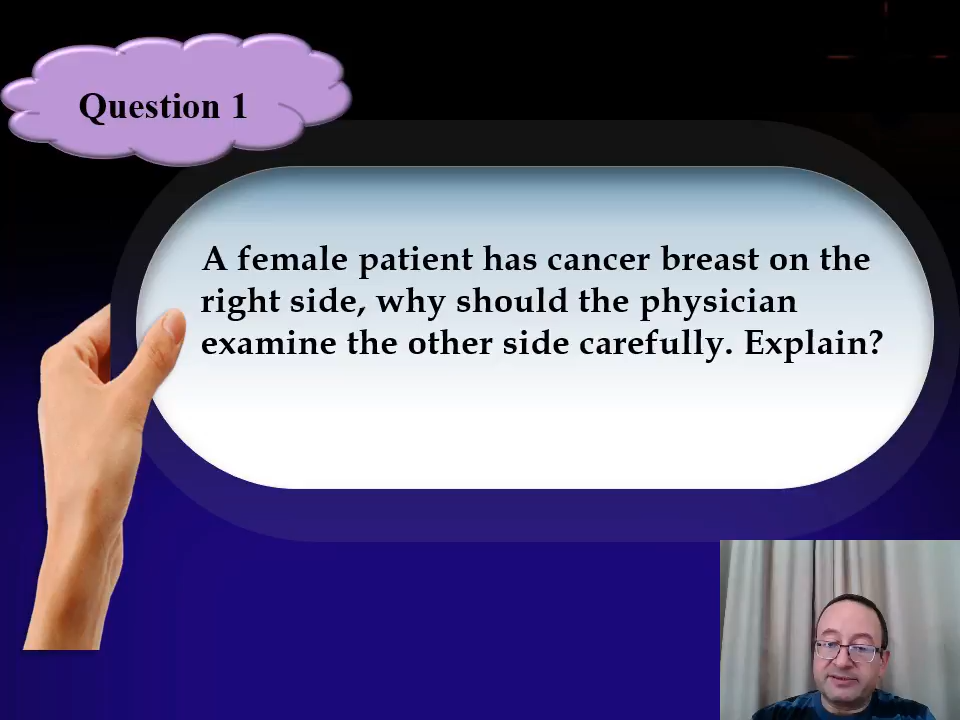 Question 1
A female patient has cancer breast on the
right side, why should the physician
examine the other side carefully. Explain?